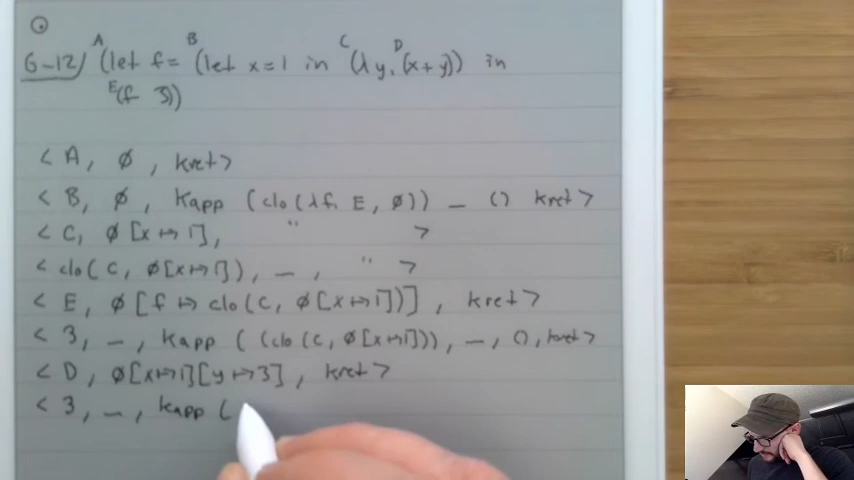 6-12) A(let f = B(let x=1 in C(λy. D(x+y)) in
E(f 3))
< A, ∅, kret>
< B, ∅, Kapp (clo(λf. E, ∅)) _ () kret>
< C, ∅[x↦1], " >
< clo(C, ∅[x↦1]), _, " >
< E, ∅[f ↦ clo(C, ∅[x↦1])], kret>
< 3, _, kapp ((clo(C, ∅[x↦1])), _, (), kret>
< D, ∅[x↦1][y↦3], kret>
< 3, _, kapp (